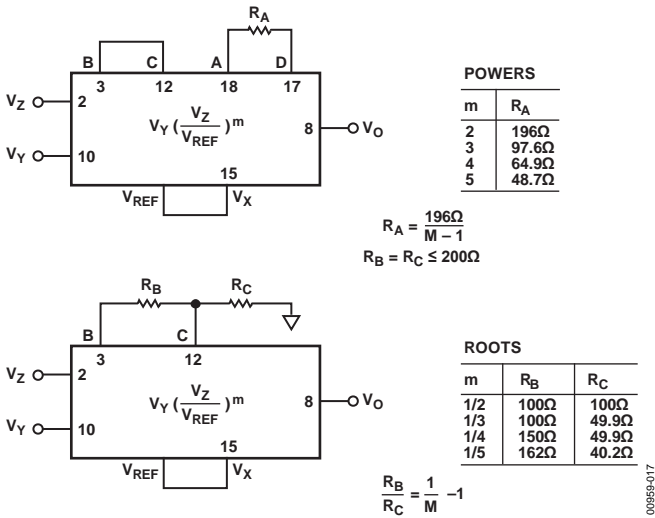 R_A
B C A D
3 12 18 17
V_Z 2
V_Y (V_Z/V_REF)^m
8 V_O
V_Y 10
15
V_REF V_X
POWERS
m R_A
2 196Ω
3 97.6Ω
4 64.9Ω
5 48.7Ω
R_A = 196Ω/M – 1
R_B = R_C ≤ 200Ω
R_B R_C
B C
3 12
V_Z 2
V_Y (V_Z/V_REF)^m
8 V_O
V_Y 10
15
V_REF V_X
ROOTS
m R_B R_C
1/2 100Ω 100Ω
1/3 100Ω 49.9Ω
1/4 150Ω 49.9Ω
1/5 162Ω 40.2Ω
R_B/R_C = 1/M –1
00959-017